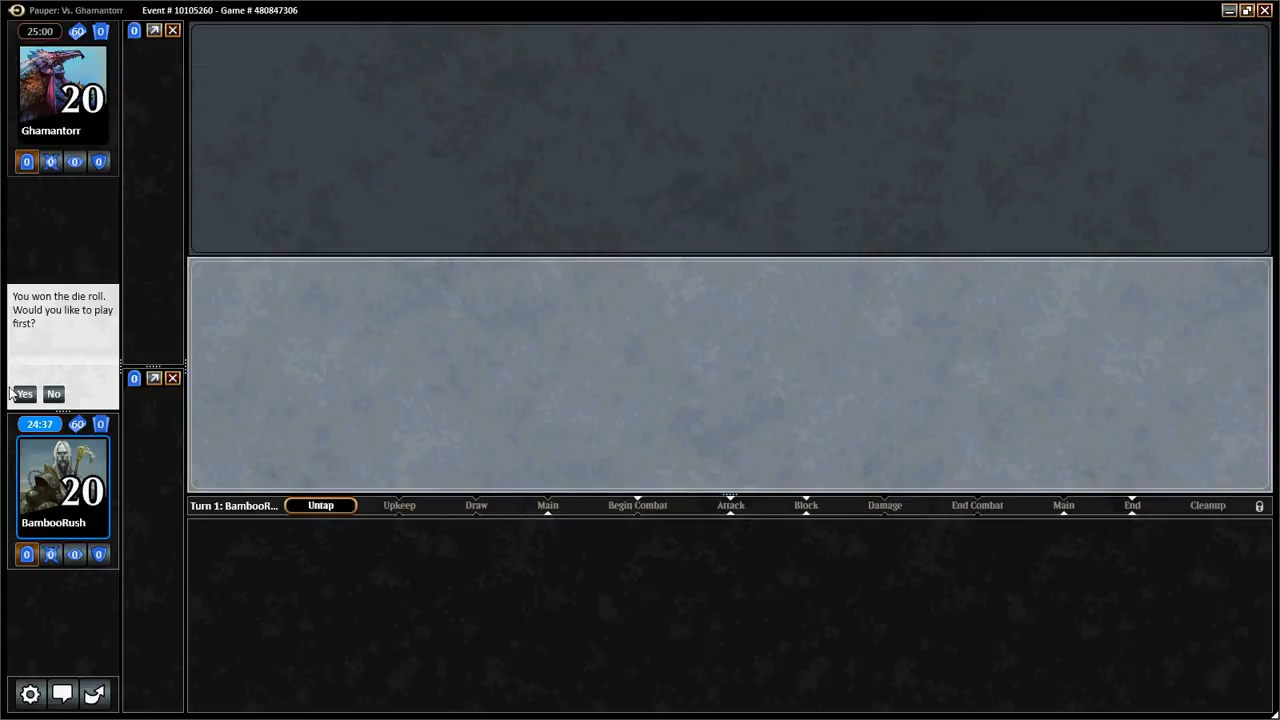 Pauper: Vs. Ghamantorr
Event # 10105260 - Game # 480847306
25:00
60
0
0
20
Ghamantorr
0
0
0
0
You won the die roll.
Would you like to play
first?
Yes
No
0
24:37
60
0
20
BambooRush
Turn 1: BambooR...
Untap
Upkeep
Draw
Main
Begin Combat
Attack
Block
Damage
End Combat
Main
End
Cleanup
0
0
0
0